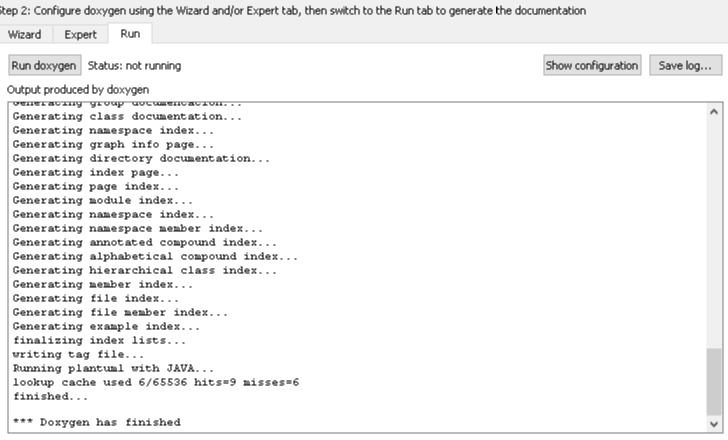 Step 2: Configure doxygen using the Wizard and/or Expert tab, then switch to the Run tab to generate the documentation
Wizard Expert Run
Run doxygen Status: not running Show configuration Save log...
Output produced by doxygen
Generating group documentation...
Generating class documentation...
Generating namespace index...
Generating graph info page...
Generating directory documentation...
Generating index page...
Generating page index...
Generating module index...
Generating namespace index...
Generating namespace member index...
Generating annotated compound index...
Generating alphabetical compound index...
Generating hierarchical class index...
Generating member index...
Generating file index...
Generating file member index...
Generating example index...
finalizing index lists...
writing tag file...
Running plantuml with JAVA...
lookup cache used 6/65536 hits=9 misses=6
finished...
*** Doxygen has finished